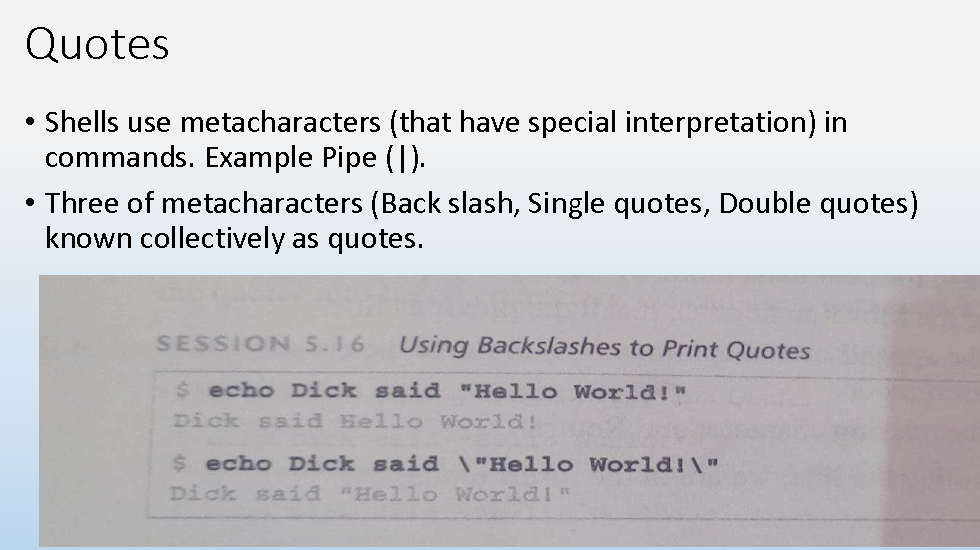 Quotes
• Shells use metacharacters (that have special interpretation) in
commands. Example Pipe (|).
• Three of metacharacters (Back slash, Single quotes, Double quotes)
known collectively as quotes.
SESSION 5.16 Using Backslashes to Print Quotes
$ echo Dick said "Hello World!"
Dick said Hello World!
$ echo Dick said \"Hello World!\"
Dick said "Hello World!"